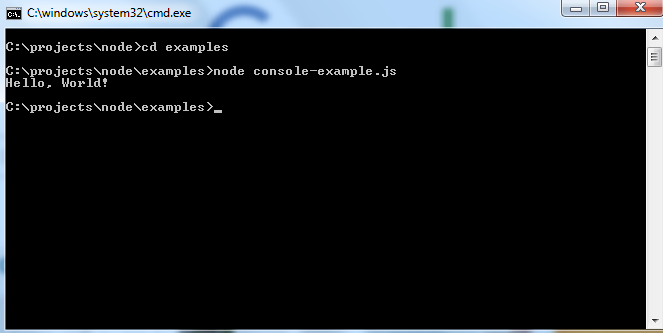 C:\windows\system32\cmd.exe
C:\projects\node>cd examples
C:\projects\node\examples>node console-example.js
Hello, World!
C:\projects\node\examples>_